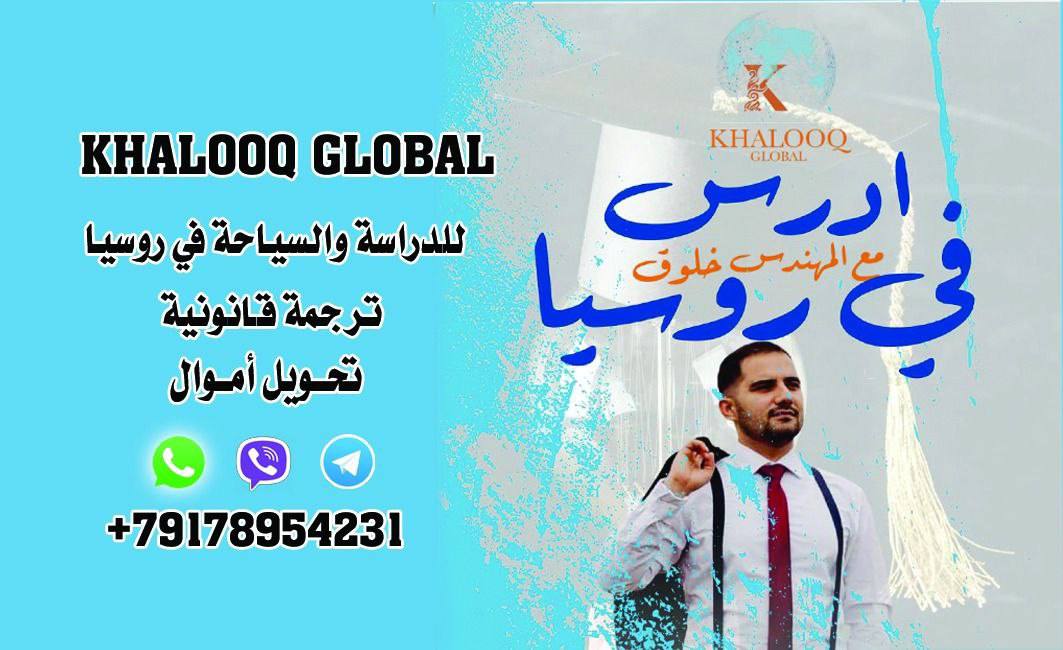 KHALOOQ GLOBAL
للدراسة والسياحة في روسيا
ترجمة قانونية
تحويل أموال
+79178954231
K
KHALOOQ
GLOBAL
ادرس
مع المهندس خلوق
في روسيا